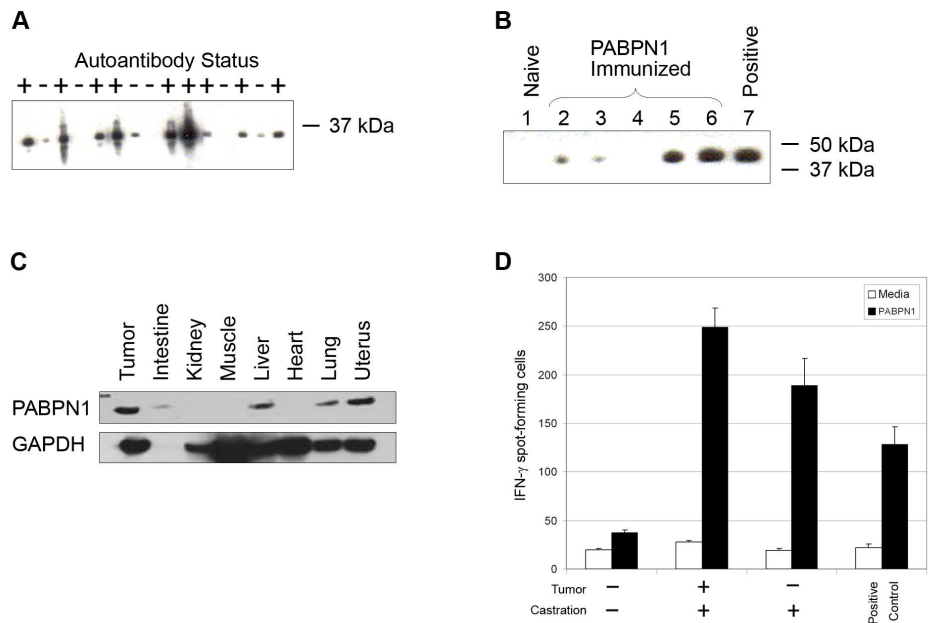 A
Autoantibody Status
+ - + - + + - - + + + - + - +
37 kDa
B
Naive
PABPN1
Immunized
Positive
1 2 3 4 5 6 7
50 kDa
37 kDa
C
Tumor
Intestine
Kidney
Muscle
Liver
Heart
Lung
Uterus
PABPN1
GAPDH
D
300
250
200
150
100
50
0
IFN-γ spot-forming cells
Media
PABPN1
Tumor − + −
Castration − + +
Positive
Control